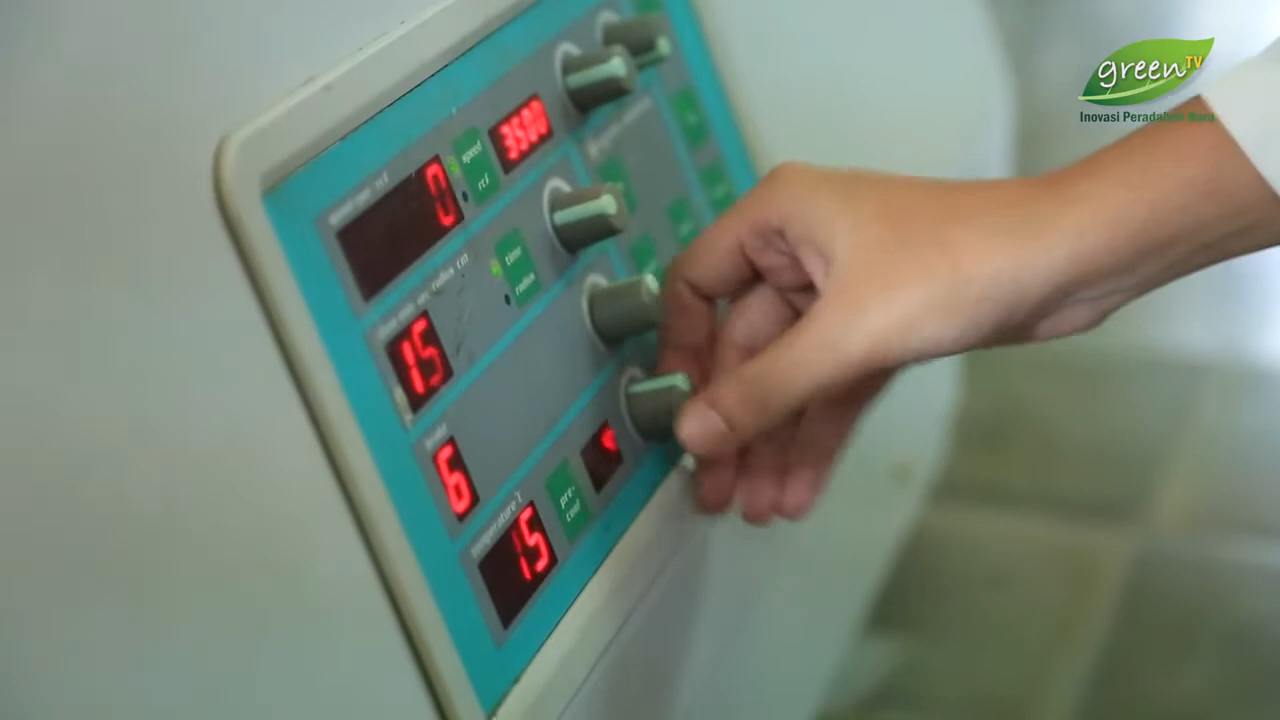 green TV
Inovasi Peradaban Baru
0
speed
rcf
3500
15
time
radius
6
temperature °C
15
pre-
cool